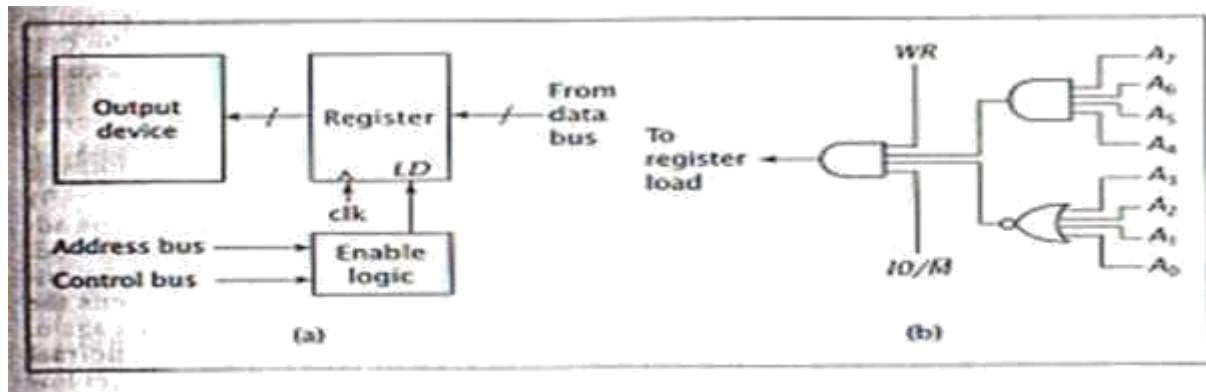 Output device
Register
LD
clk
From data bus
Address bus
Control bus
Enable logic
(a)
WR
To register load
IO/M̅
A₇
A₆
A₅
A₄
A₃
A₂
A₁
A₀
(b)